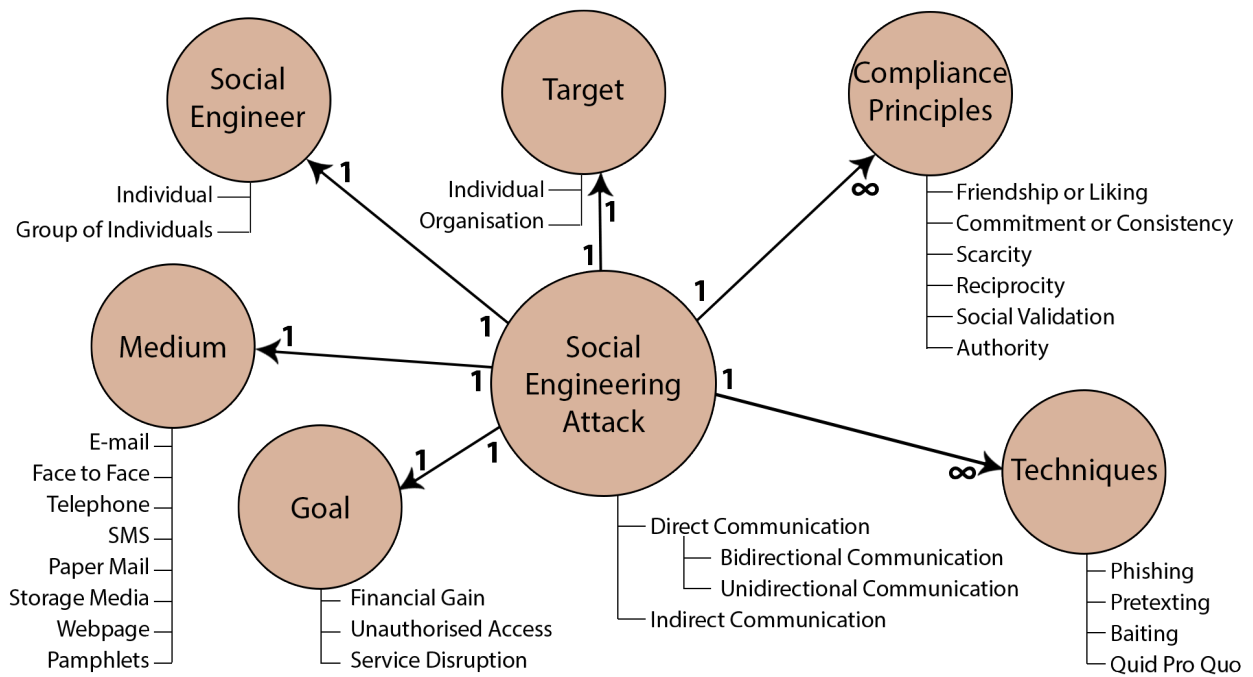 Social
Engineer
1
Individual
Group of Individuals
Target
1
Individual
Organisation
1
Compliance
Principles
∞
Friendship or Liking
Commitment or Consistency
Scarcity
Reciprocity
Social Validation
Authority
1
Medium
1
E-mail
Face to Face
Telephone
SMS
Paper Mail
Storage Media
Webpage
Pamphlets
1
1
Social
Engineering
Attack
1
1
Direct Communication
Bidirectional Communication
Unidirectional Communication
Indirect Communication
Goal
1
Financial Gain
Unauthorised Access
Service Disruption
Techniques
∞
Phishing
Pretexting
Baiting
Quid Pro Quo